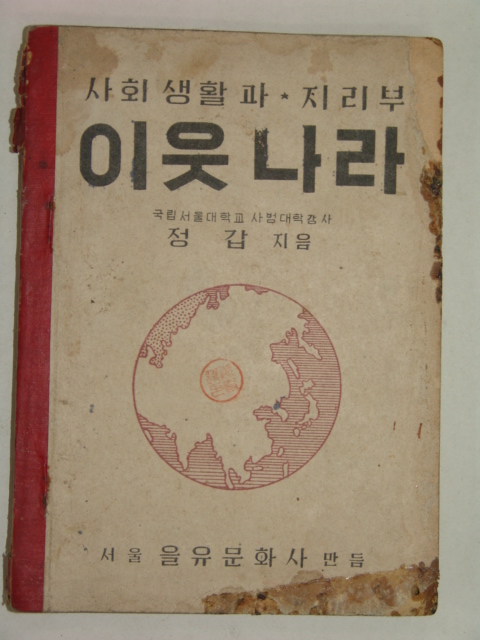 사회 생활 과 ★ 지리부
이웃 나라
국립서울대학교 사범대학강사
정 갑 지음
서울 을유문화사 만듬